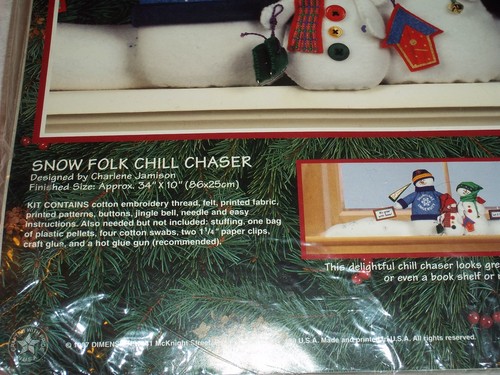 SNOW FOLK CHILL CHASER
Designed by Charlene Jamison
Finished Size: Approx. 34" X 10" (86x25cm)
KIT CONTAINS cotton embroidery thread, felt, printed fabric,
printed patterns, buttons, jingle bell, needle and easy
instructions. Also needed but not included: stuffing, one bag
of plastic pellets, four cotton swabs, two 1¼" paper clips,
craft glue, and a hot glue gun (recommended).
This delightful chill chaser looks gre
or even a book shelf or
McKnight Street U.S.A. Made and printed U.S.A. All rights reserved.